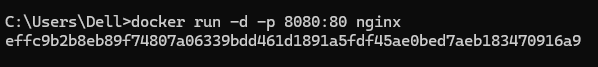 C:\Users\Dell>docker run -d -p 8080:80 nginx
effc9b2b8eb89f74807a06339bdd461d1891a5fdf45ae0bed7aeb183470916a9